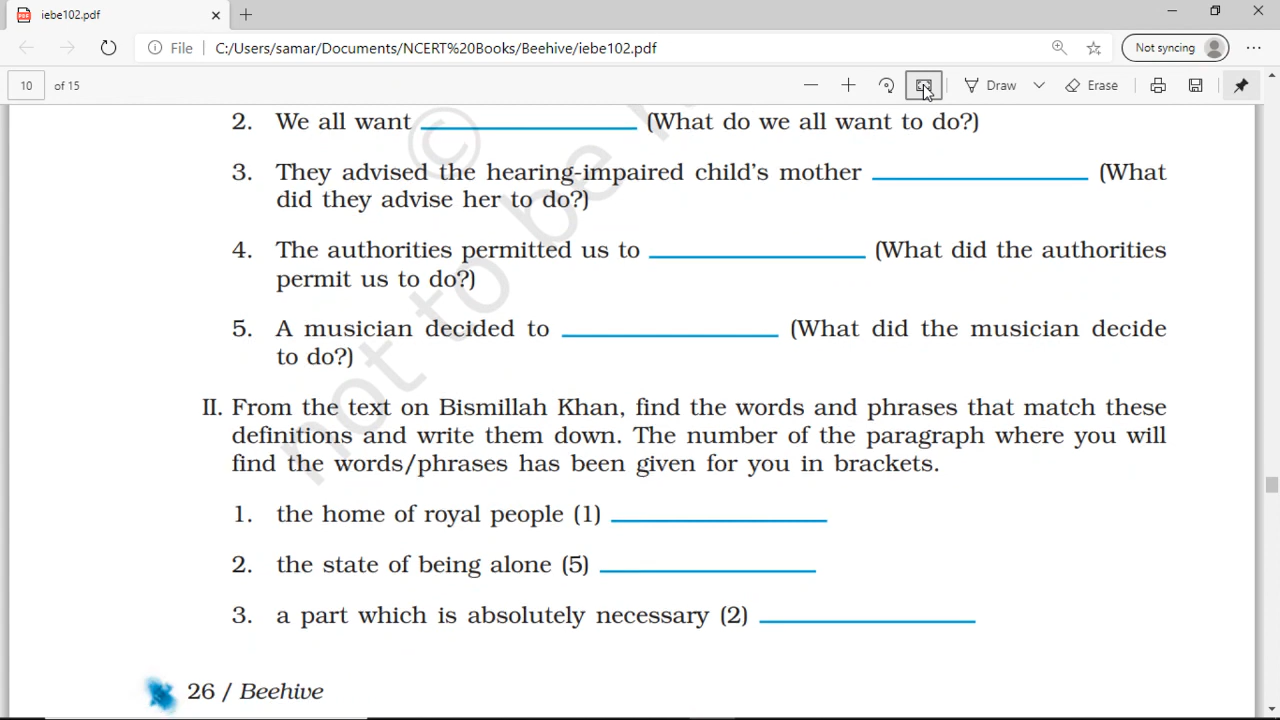 iebe102.pdf
File C:/Users/samar/Documents/NCERT%20Books/Beehive/iebe102.pdf Not syncing
10 of 15 Draw Erase
2. We all want (What do we all want to do?)
3. They advised the hearing-impaired child's mother (What
did they advise her to do?)
4. The authorities permitted us to (What did the authorities
permit us to do?)
5. A musician decided to (What did the musician decide
to do?)
II. From the text on Bismillah Khan, find the words and phrases that match these
definitions and write them down. The number of the paragraph where you will
find the words/phrases has been given for you in brackets.
1. the home of royal people (1)
2. the state of being alone (5)
3. a part which is absolutely necessary (2)
26 / Beehive
©
not to be